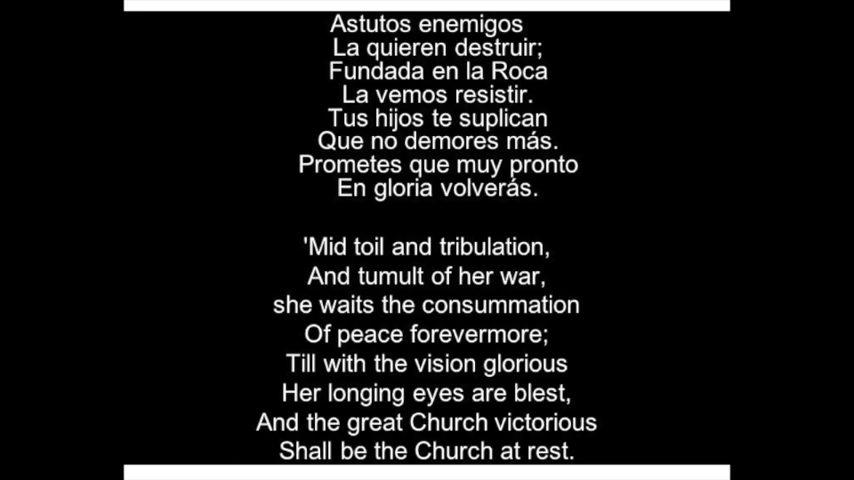 Astutos enemigos
La quieren destruir;
Fundada en la Roca
La vemos resistir.
Tus hijos te suplican
Que no demores más.
Prometes que muy pronto
En gloria volverás.
'Mid toil and tribulation,
And tumult of her war,
she waits the consummation
Of peace forevermore;
Till with the vision glorious
Her longing eyes are blest,
And the great Church victorious
Shall be the Church at rest.